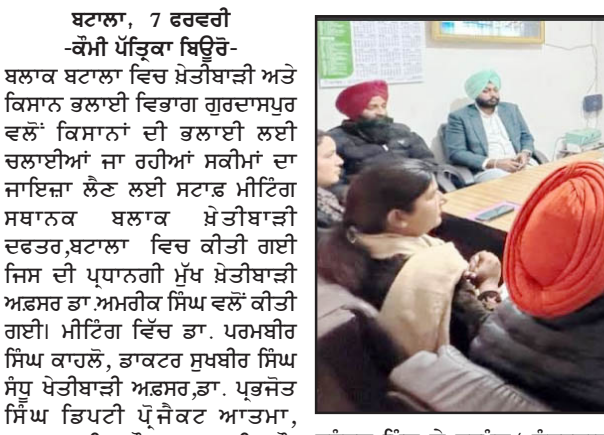 ਬਟਾਲਾ, 7 ਫਰਵਰੀ
-ਕੌਮੀ ਪੱਤ੍ਰਿਕਾ ਬਿਊਰੋ-
ਬਲਾਕ ਬਟਾਲਾ ਵਿਚ ਖ਼ੇਤੀਬਾੜੀ ਅਤੇ
ਕਿਸਾਨ ਭਲਾਈ ਵਿਭਾਗ ਗੁਰਦਾਸਪੁਰ
ਵਲੋਂ ਕਿਸਾਨਾਂ ਦੀ ਭਲਾਈ ਲਈ
ਚਲਾਈਆਂ ਜਾ ਰਹੀਆਂ ਸਕੀਮਾਂ ਦਾ
ਜਾਇਜ਼ਾ ਲੈਣ ਲਈ ਸਟਾਫ਼ ਮੀਟਿੰਗ
ਸਥਾਨਕ ਬਲਾਕ ਖ਼ੇਤੀਬਾੜੀ
ਦਫਤਰ,ਬਟਾਲਾ ਵਿਚ ਕੀਤੀ ਗਈ
ਜਿਸ ਦੀ ਪ੍ਰਧਾਨਗੀ ਮੁੱਖ ਖ਼ੇਤੀਬਾੜੀ
ਅਫ਼ਸਰ ਡਾ.ਅਮਰੀਕ ਸਿੰਘ ਵਲੋਂ ਕੀਤੀ
ਗਈ। ਮੀਟਿੰਗ ਵਿੱਚ ਡਾ. ਪਰਮਬੀਰ
ਸਿੰਘ ਕਾਹਲੋਂ, ਡਾਕਟਰ ਸੁਖਬੀਰ ਸਿੰਘ
ਸੰਧੂ ਖੇਤੀਬਾੜੀ ਅਫ਼ਸਰ,ਡਾ. ਪ੍ਰਭਜੋਤ
ਸਿੰਘ ਡਿਪਟੀ ਪ੍ਰੋਜੈਕਟ ਆਤਮਾ,